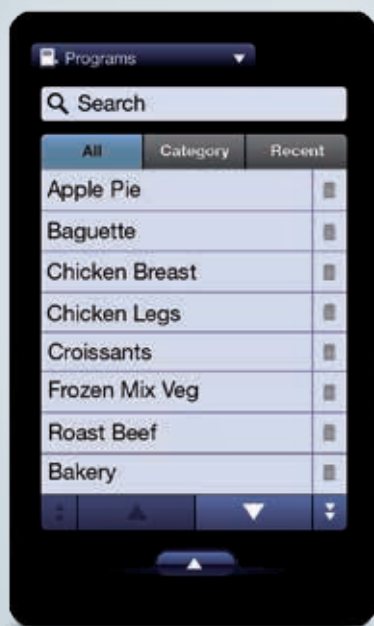 Programs
Search
All Category Recent
Apple Pie
Baguette
Chicken Breast
Chicken Legs
Croissants
Frozen Mix Veg
Roast Beef
Bakery